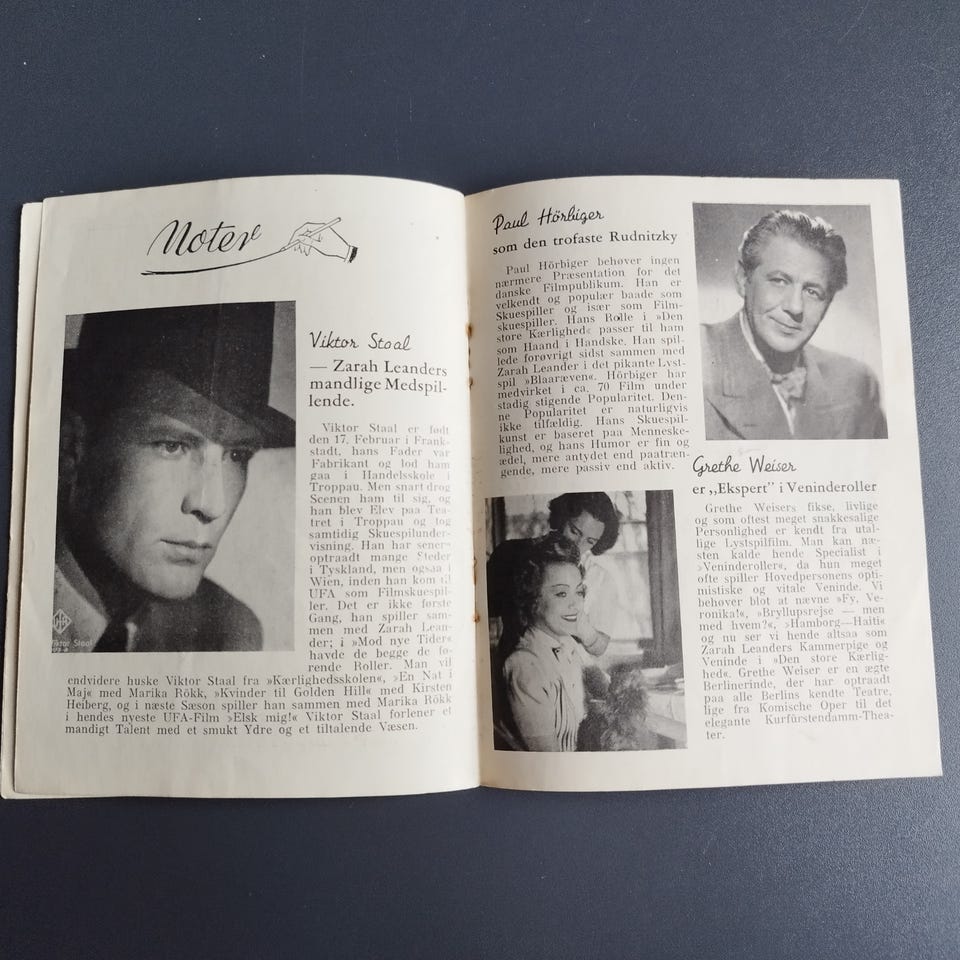 Noter
Viktor Staal
— Zarah Leanders
mandlige Medspil-
lende.
Viktor Staal er født
den 17. Februar i Frank-
stadt, hans Fader var
Fabrikant og lod ham
gaa i Handelsskole i
Troppau. Men snart drog
Scenen ham til sig, og
han blev Elev paa Tea-
tret i Troppau og tog
samtidig Skuespilunder-
visning. Han har senere
optraadt mange Steder
i Tyskland, men ogsaa i
Wien, inden han kom til
UFA som Filmskuespil-
ler. Det er ikke første
Gang, han spiller sam-
men med Zarah Lean-
der; i »Mod nye Tider«
havde de begge de fø-
rende Roller. Man vil
endvidere huske Viktor Staal fra »Kærlighedsskolen«, »En Nat i
Maj« med Marika Rökk, »Kvinder til Golden Hill« med Kirsten
Heiberg, og i næste Sæson spiller han sammen med Marika Rökk
i hendes nyeste UFA-Film »Elsk mig!« Viktor Staal forlener et
mandigt Talent med et smukt Ydre og et tiltalende Væsen.
Ufa
Viktor Staal
Paul Hörbiger
som den trofaste Rudnitzky
Paul Hörbiger behøver ingen
nærmere Præsentation for det
danske Filmpublikum. Han er
velkendt og populær baade som
Skuespiller og især som Film-
skuespiller. Hans Rolle i »Den
store Kærlighed« passer til ham
som Haand i Handske. Han spil-
lede forøvrigt sidst sammen med
Zarah Leander i det pikante Lyst-
spil »Blaaræven«. Hörbiger har
medvirket i ca. 70 Film under
stadig stigende Popularitet. Den-
ne Popularitet er naturligvis
ikke tilfældig. Hans Skuespil-
kunst er baseret paa Menneske-
lighed, og hans Humor er fin og
ædel, mere antydet end paatræn-
gende, mere passiv end aktiv.
Grethe Weiser
er „Ekspert" i Veninderoller
Grethe Weisers fikse, livlige
og som oftest meget snakkesalige
Personlighed er kendt fra utal-
lige Lystspilfilm. Man kan næ-
sten kalde hende Specialist i
»Veninderoller«, da hun meget
ofte spiller Hovedpersonens opti-
mistiske og vitale Veninde. Vi
behøver blot at nævne »Fy, Ve-
ronika!«, »Bryllupsrejse — men
med hvem?«, »Hamborg—Haiti«
og nu ser vi hende altsaa som
Zarah Leanders Kammerpige og
Veninde i »Den store Kærlig-
hed«. Grethe Weiser er en ægte
Berlinerinde, der har optraadt
paa alle Berlins kendte Teatre,
lige fra Komische Oper til det
elegante Kurfürstendamm-Thea-
ter.